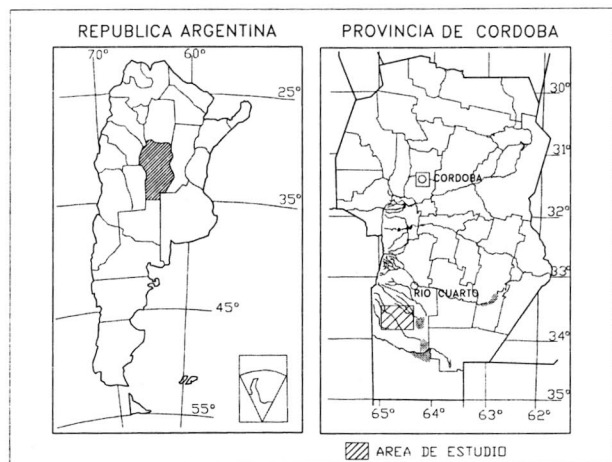 REPUBLICA ARGENTINA
70° 60°
25°
35°
45°
55°
PROVINCIA DE CORDOBA
30°
31°
CORDOBA
32°
33°
RIO CUARTO
34°
35°
65° 64° 63° 62°
AREA DE ESTUDIO